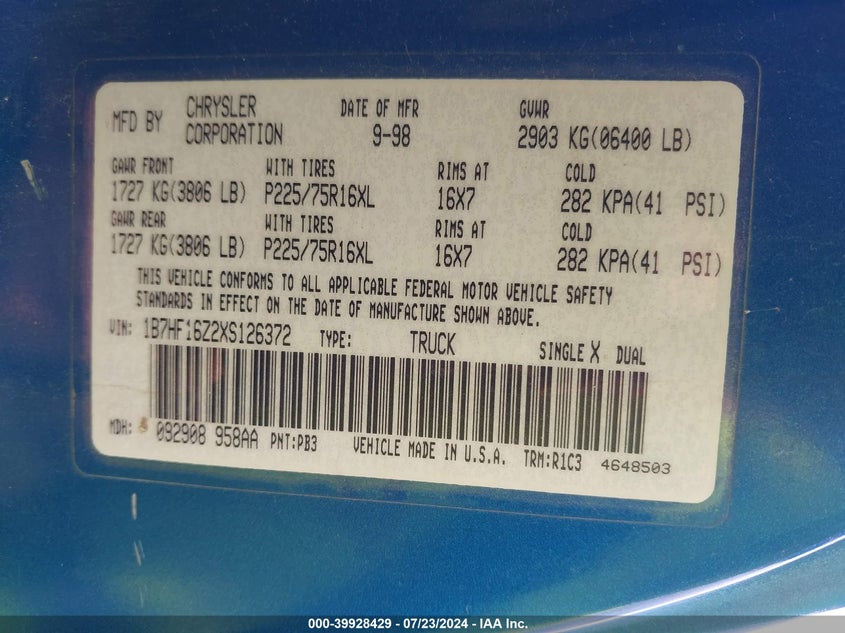 MFD BY CHRYSLER CORPORATION DATE OF MFR 9-98 GVWR 2903 KG(06400 LB)
GAWR FRONT WITH TIRES RIMS AT COLD
1727 KG(3806 LB) P225/75R16XL 16X7 282 KPA(41 PSI)
GAWR REAR WITH TIRES RIMS AT COLD
1727 KG(3806 LB) P225/75R16XL 16X7 282 KPA(41 PSI)
THIS VEHICLE CONFORMS TO ALL APPLICABLE FEDERAL MOTOR VEHICLE SAFETY
STANDARDS IN EFFECT ON THE DATE OF MANUFACTURE SHOWN ABOVE.
VIN: 1B7HF16Z2XS126372 TYPE: TRUCK SINGLE X DUAL
MDH: 092908 958AA PNT:PB3 VEHICLE MADE IN U.S.A. TRM:R1C3 4648503
000-39928429 - 07/23/2024 - IAA Inc.